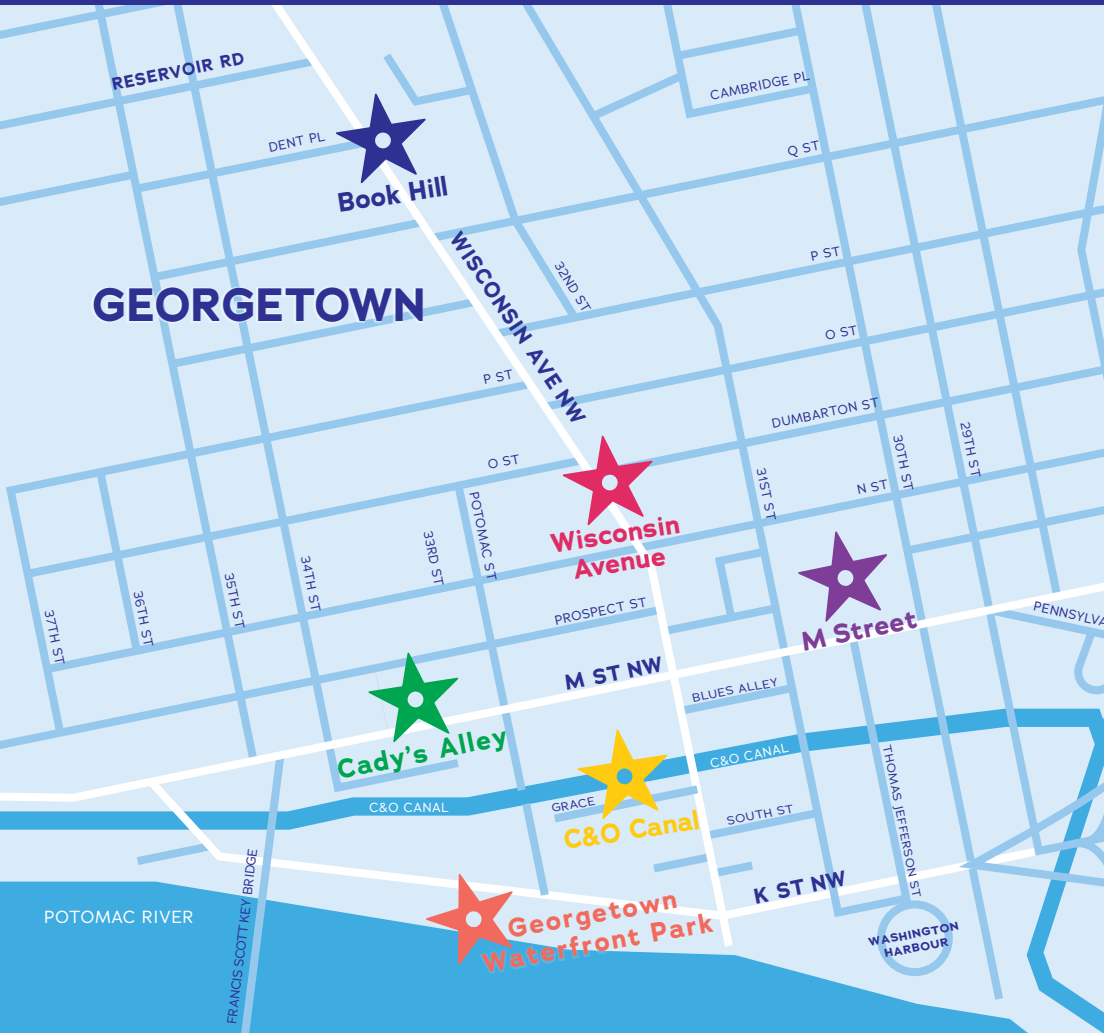 RESERVOIR RD
CAMBRIDGE PL
DENT PL
Q ST
Book Hill
WISCONSIN AVE NW
32ND ST
P ST
GEORGETOWN
O ST
P ST
DUMBARTON ST
29TH ST
30TH ST
O ST
31ST ST
N ST
POTOMAC ST
33RD ST
Wisconsin
Avenue
34TH ST
35TH ST
36TH ST
37TH ST
PROSPECT ST
M Street
PENNSYLVA
M ST NW
BLUES ALLEY
Cady's Alley
C&O CANAL
THOMAS JEFFERSON ST
C&O CANAL
GRACE
C&O Canal
SOUTH ST
FRANCIS SCOTT KEY BRIDGE
K ST NW
POTOMAC RIVER
Georgetown
Waterfront Park
WASHINGTON
HARBOUR